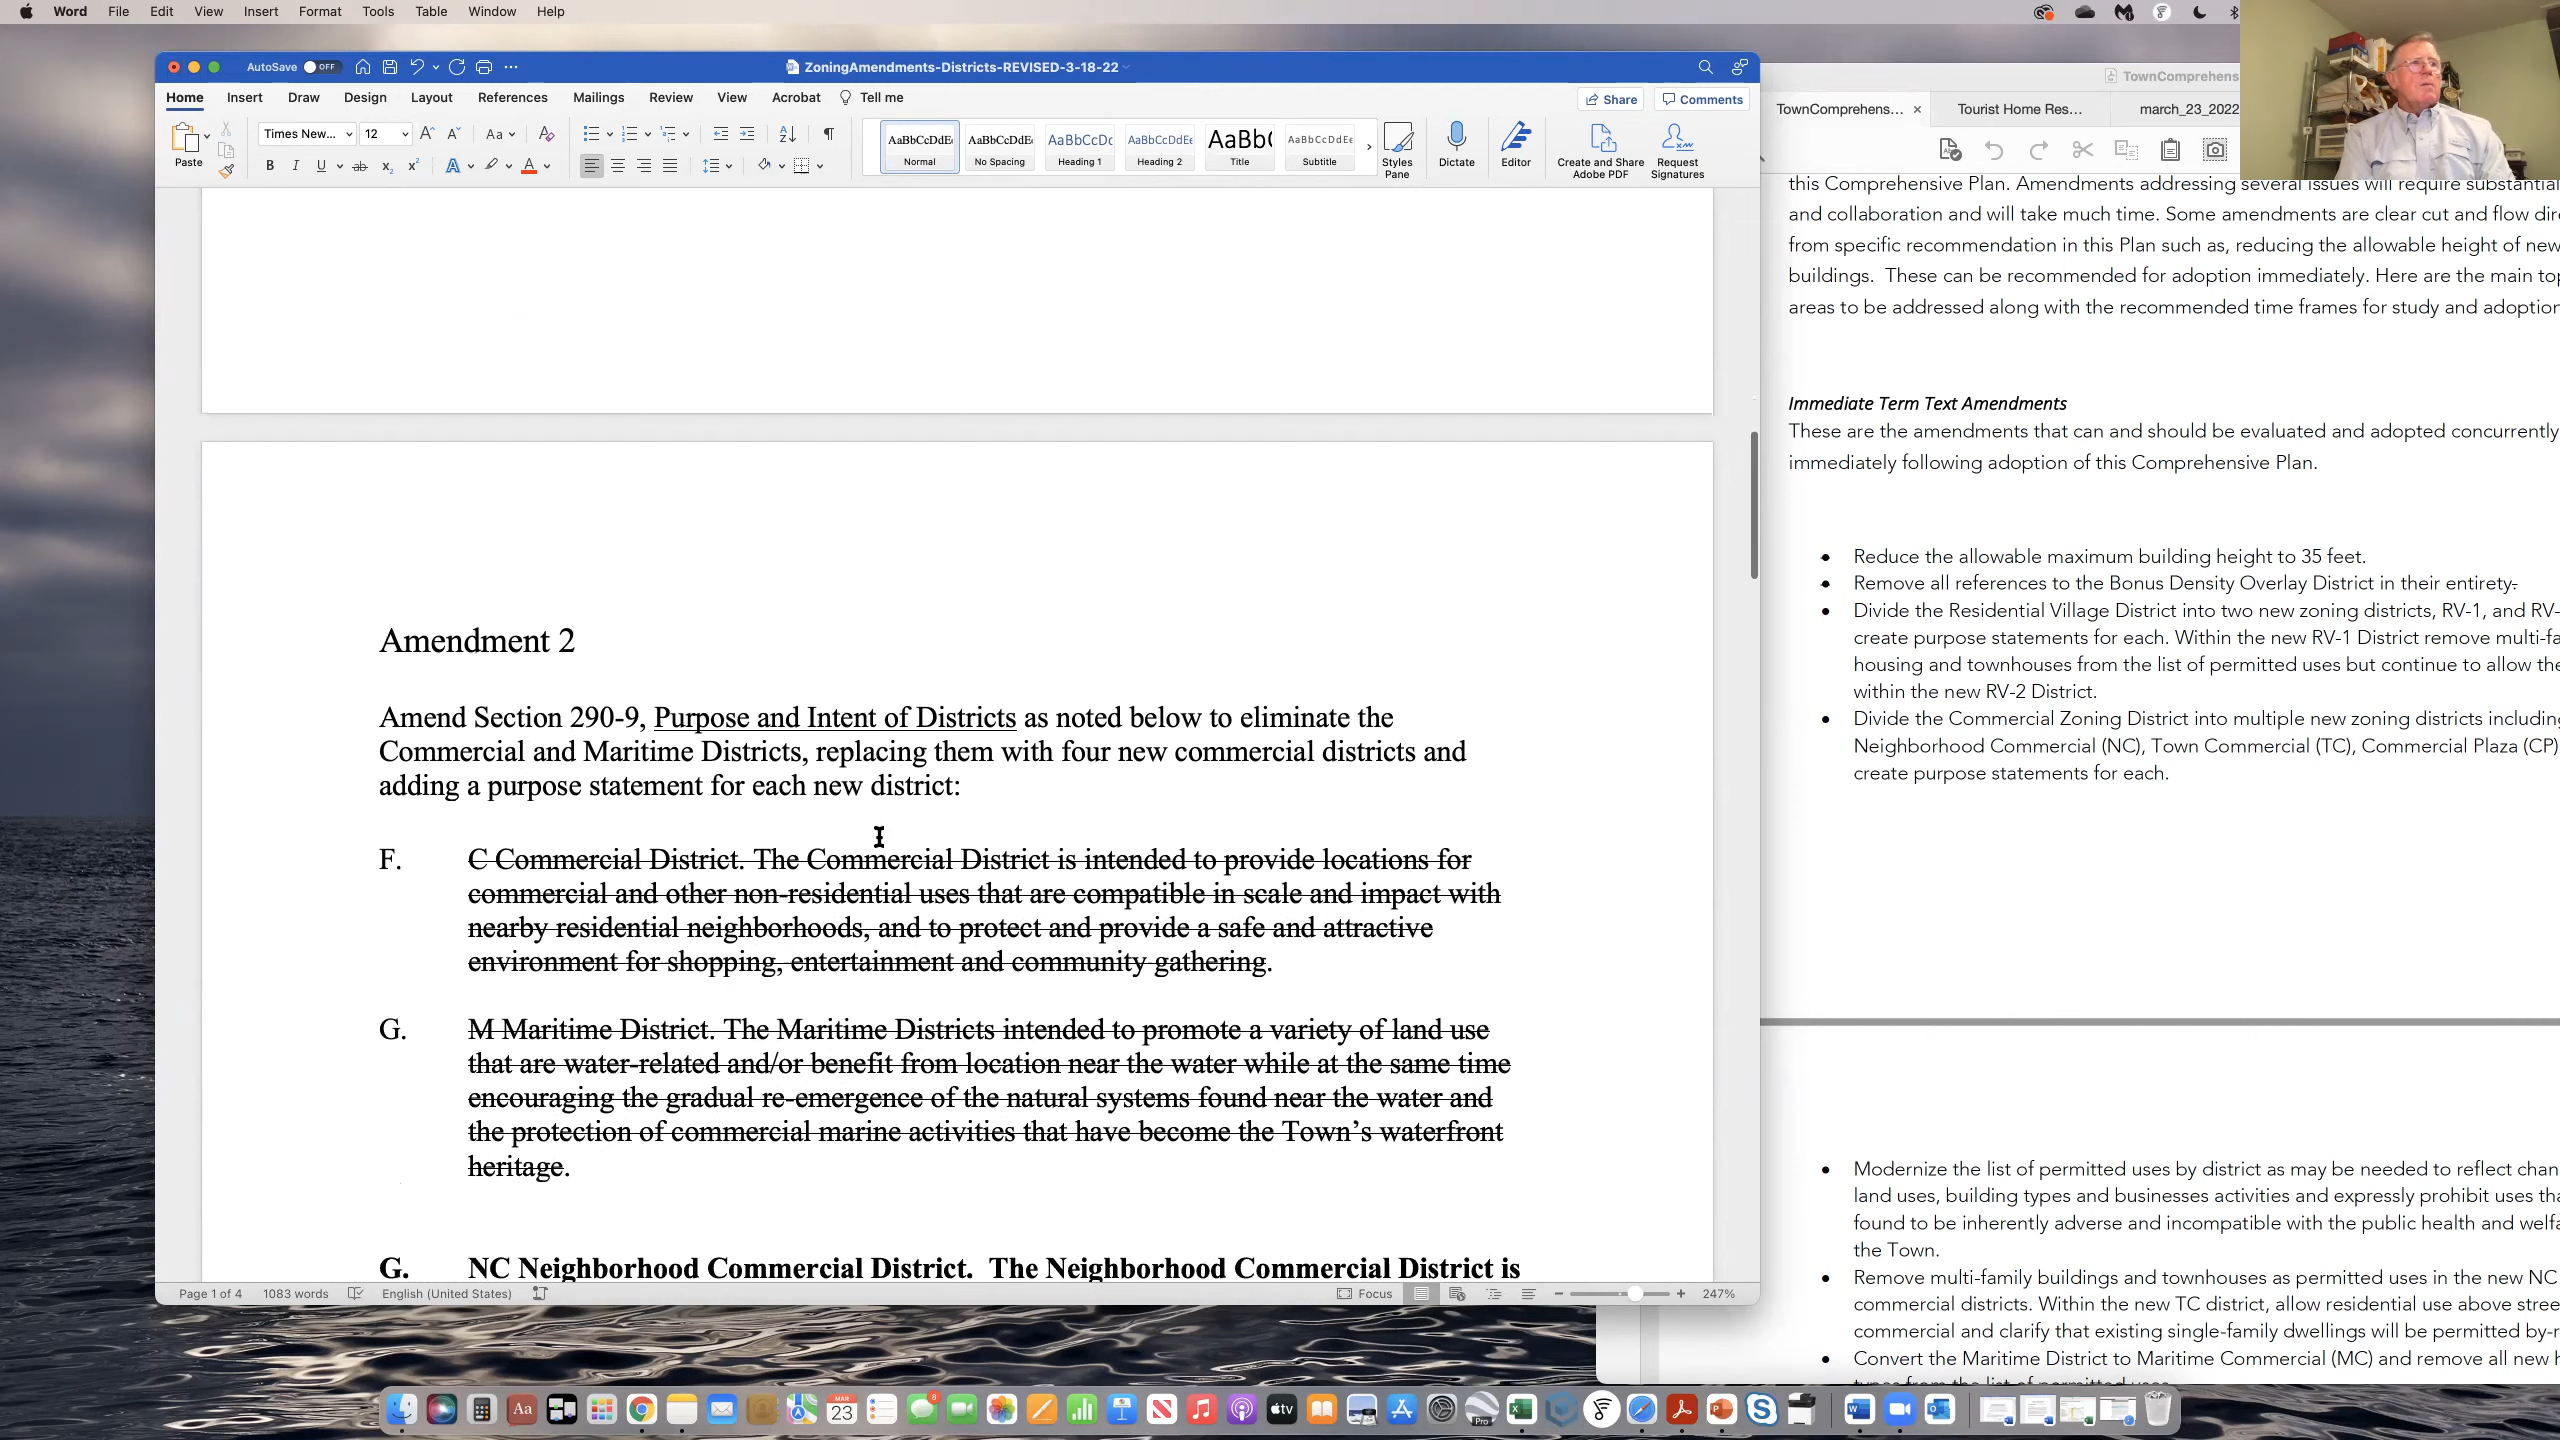 Word File Edit View Insert Format Tools Table Window Help
AutoSave OFF
ZoningAmendments-Districts-REVISED-3-18-22
Home Insert Draw Design Layout References Mailings Review View Acrobat Tell me
Share Comments
Paste
Times New... 12
AaBbCcDdEe Normal
AaBbCcDdEe No Spacing
AaBbCcDc Heading 1
AaBbCcDdEe Heading 2
AaBb( Title
AaBbCcDdEe Subtitle
Styles Pane
Dictate
Editor
Create and Share Adobe PDF
Request Signatures
Amendment 2
Amend Section 290-9, Purpose and Intent of Districts as noted below to eliminate the
Commercial and Maritime Districts, replacing them with four new commercial districts and
adding a purpose statement for each new district:
F. C Commercial District. The Commercial District is intended to provide locations for
commercial and other non-residential uses that are compatible in scale and impact with
nearby residential neighborhoods, and to protect and provide a safe and attractive
environment for shopping, entertainment and community gathering.
G. M Maritime District. The Maritime Districts intended to promote a variety of land use
that are water-related and/or benefit from location near the water while at the same time
encouraging the gradual re-emergence of the natural systems found near the water and
the protection of commercial marine activities that have become the Town's waterfront
heritage.
G. NC Neighborhood Commercial District. The Neighborhood Commercial District is
Page 1 of 4 1083 words English (United States) Focus 247%
TownComprehens
TownComprehens... Tourist Home Res... march_23_2022
this Comprehensive Plan. Amendments addressing several issues will require substantial
and collaboration and will take much time. Some amendments are clear cut and flow dir
from specific recommendation in this Plan such as, reducing the allowable height of new
buildings. These can be recommended for adoption immediately. Here are the main top
areas to be addressed along with the recommended time frames for study and adoption
Immediate Term Text Amendments
These are the amendments that can and should be evaluated and adopted concurrently
immediately following adoption of this Comprehensive Plan.
• Reduce the allowable maximum building height to 35 feet.
• Remove all references to the Bonus Density Overlay District in their entirety.
• Divide the Residential Village District into two new zoning districts, RV-1, and RV-
create purpose statements for each. Within the new RV-1 District remove multi-fa
housing and townhouses from the list of permitted uses but continue to allow the
within the new RV-2 District.
• Divide the Commercial Zoning District into multiple new zoning districts including
Neighborhood Commercial (NC), Town Commercial (TC), Commercial Plaza (CP)
create purpose statements for each.
• Modernize the list of permitted uses by district as may be needed to reflect chan
land uses, building types and businesses activities and expressly prohibit uses tha
found to be inherently adverse and incompatible with the public health and welfa
the Town.
• Remove multi-family buildings and townhouses as permitted uses in the new NC
commercial districts. Within the new TC district, allow residential use above stree
commercial and clarify that existing single-family dwellings will be permitted by-r
• Convert the Maritime District to Maritime Commercial (MC) and remove all new h
types from the list of permitted uses.
MAR 23
8
tv
Pro